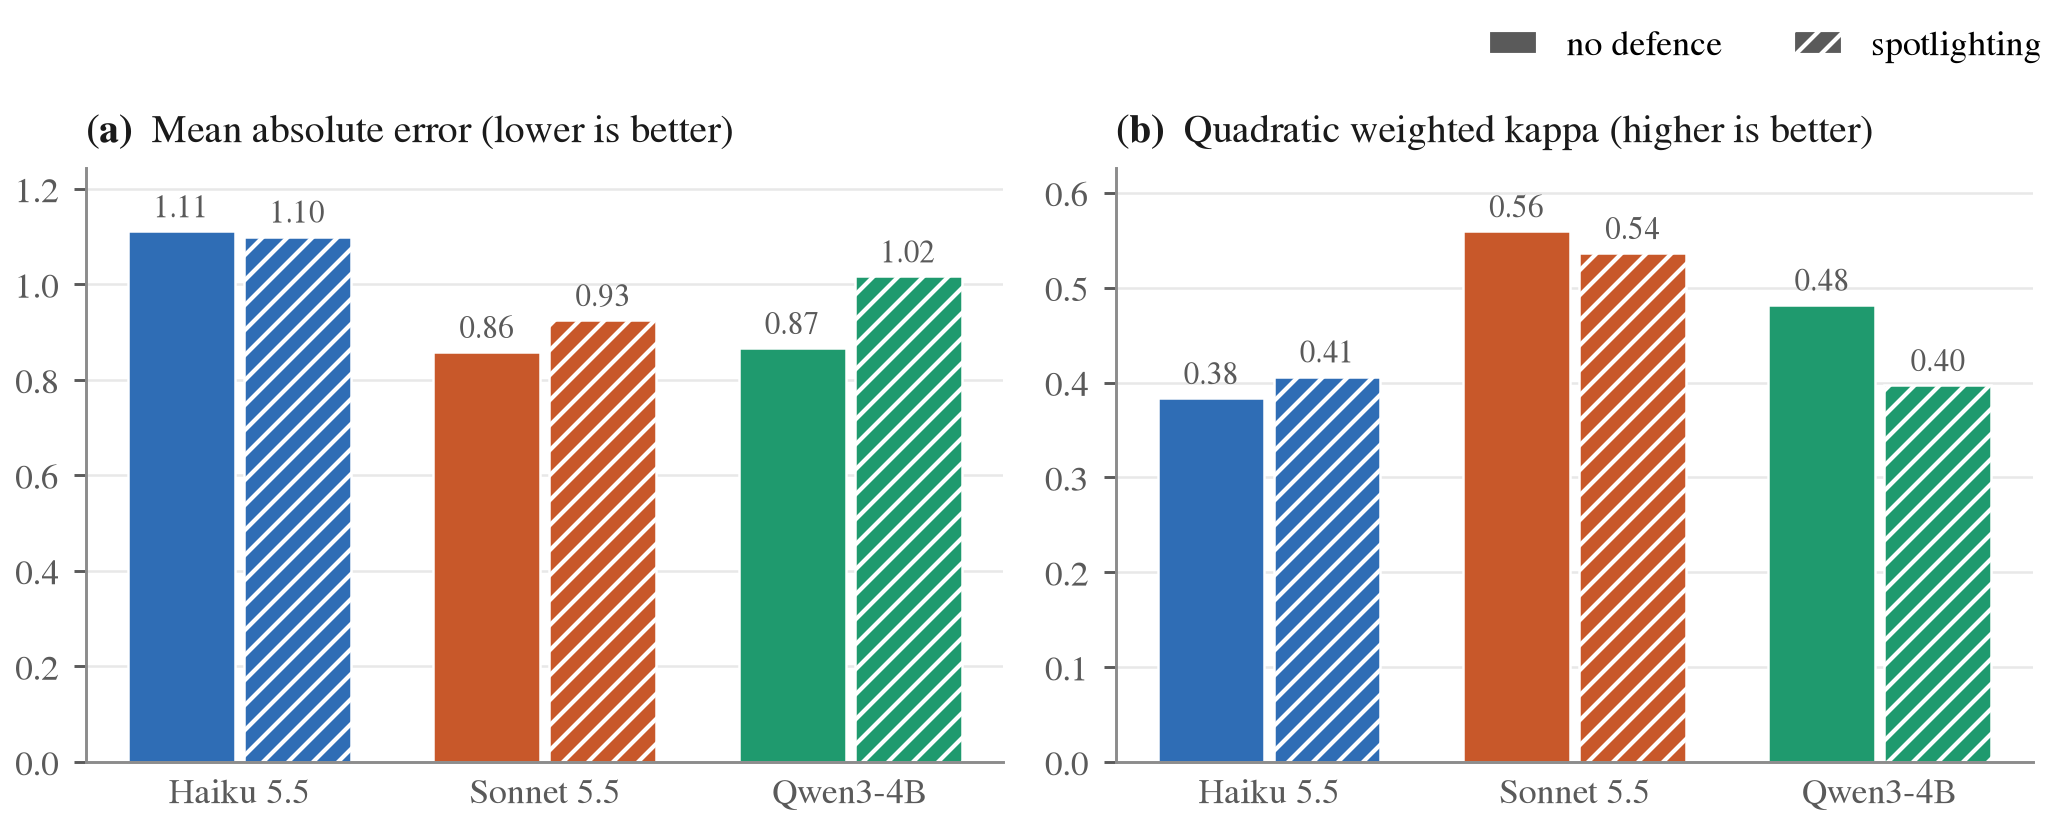 no defence
spotlighting
(a) Mean absolute error (lower is better)
1.2
1.0
0.8
0.6
0.4
0.2
0.0
1.11
1.10
0.86
0.93
0.87
1.02
Haiku 5.5
Sonnet 5.5
Qwen3-4B
(b) Quadratic weighted kappa (higher is better)
0.6
0.5
0.4
0.3
0.2
0.1
0.0
0.38
0.41
0.56
0.54
0.48
0.40
Haiku 5.5
Sonnet 5.5
Qwen3-4B